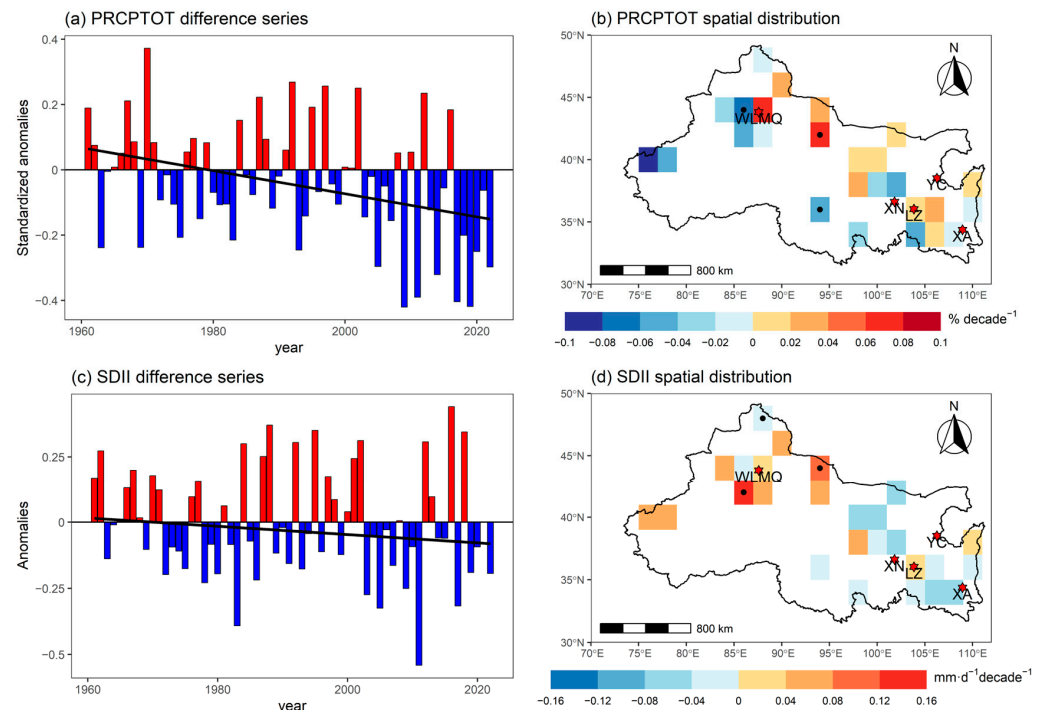 (a) PRCPTOT difference series
0.4
0.2
0
−0.2
−0.4
Standardized anomalies
1960
1980
2000
2020
year
(b) PRCPTOT spatial distribution
50°N
45°N
40°N
35°N
30°N
N
WLMQ
YC
XN
LZ
XA
800 km
70°E 75°E 80°E 85°E 90°E 95°E 100°E 105°E 110°E
% decade⁻¹
−0.1 −0.08 −0.06 −0.04 −0.02 0 0.02 0.04 0.06 0.08 0.1
(c) SDII difference series
0.25
0
−0.25
−0.5
Anomalies
1960
1980
2000
2020
year
(d) SDII spatial distribution
50°N
45°N
40°N
35°N
30°N
N
WLMQ
YC
XN
LZ
XA
800 km
70°E 75°E 80°E 85°E 90°E 95°E 100°E 105°E 110°E
mm·d⁻¹decade⁻¹
−0.16 −0.12 −0.08 −0.04 0 0.04 0.08 0.12 0.16